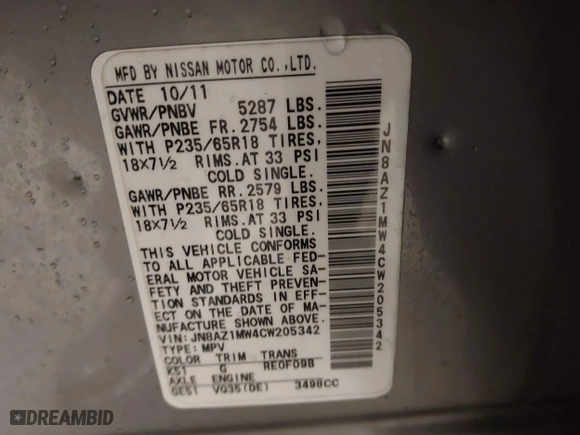 MFD BY NISSAN MOTOR CO.,LTD.
DATE 10/11
GVWR/PNBV 5287 LBS.
GAWR/PNBE FR. 2754 LBS.
WITH P235/65R18 TIRES.
18X7½ RIMS.AT 33 PSI
COLD SINGLE.
GAWR/PNBE RR. 2579 LBS.
WITH P235/65R18 TIRES.
18X7½ RIMS.AT 33 PSI
COLD SINGLE.
THIS VEHICLE CONFORMS
TO ALL APPLICABLE FED-
ERAL MOTOR VEHICLE SA-
FETY AND THEFT PREVEN-
TION STANDARDS IN EFF-
ECT ON THE DATE OF MA-
NUFACTURE SHOWN ABOVE.
VIN: JN8AZ1MW4CW205342
TYPE: MPV
COLOR TRIM TRANS
K51 G RE0F09B
AXLE ENGINE
GE51 VQ35(DE) 3498CC
JN8AZ1MW4CW205342
DREAMBID